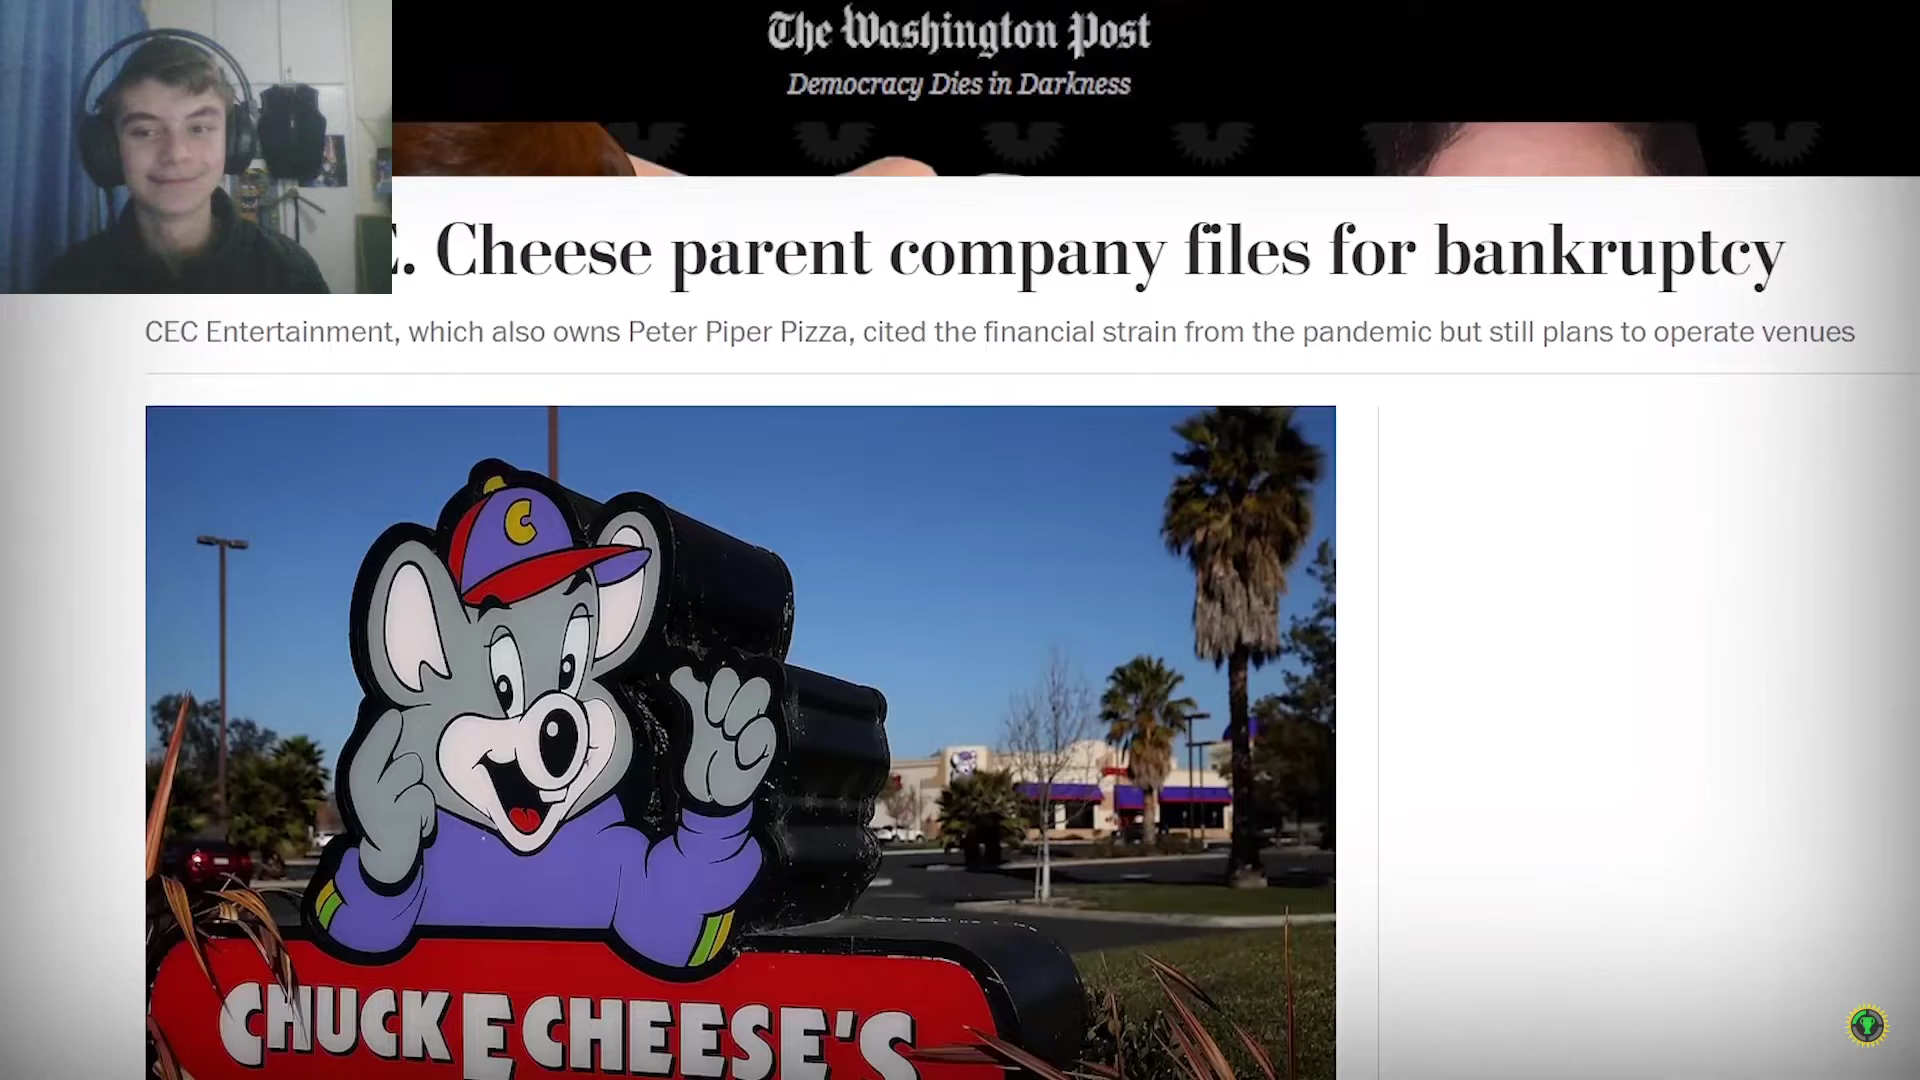 The Washington Post
Democracy Dies in Darkness
E. Cheese parent company files for bankruptcy
CEC Entertainment, which also owns Peter Piper Pizza, cited the financial strain from the pandemic but still plans to operate venues
C
CHUCK E CHEESE'S